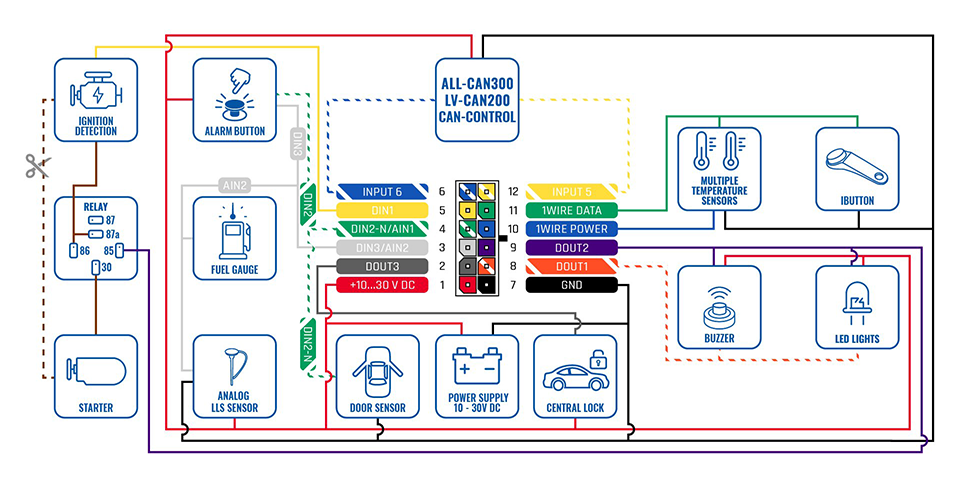 ALL-CAN300
LV-CAN200
CAN-CONTROL
IGNITION
DETECTION
ALARM BUTTON
DIN3
AIN2
DIN2
RELAY
87
87a
86
85
30
FUEL GAUGE
STARTER
ANALOG
LLS SENSOR
DIN2-N
INPUT 6 6 12 INPUT 5
DIN1 5 11 1WIRE DATA
DIN2-N/AIN1 4 10 1WIRE POWER
DIN3/AIN2 3 9 DOUT2
DOUT3 2 8 DOUT1
+10...30 V DC 1 7 GND
MULTIPLE
TEMPERATURE
SENSORS
IBUTTON
BUZZER
LED LIGHTS
DOOR SENSOR
POWER SUPPLY
10 - 30V DC
CENTRAL LOCK